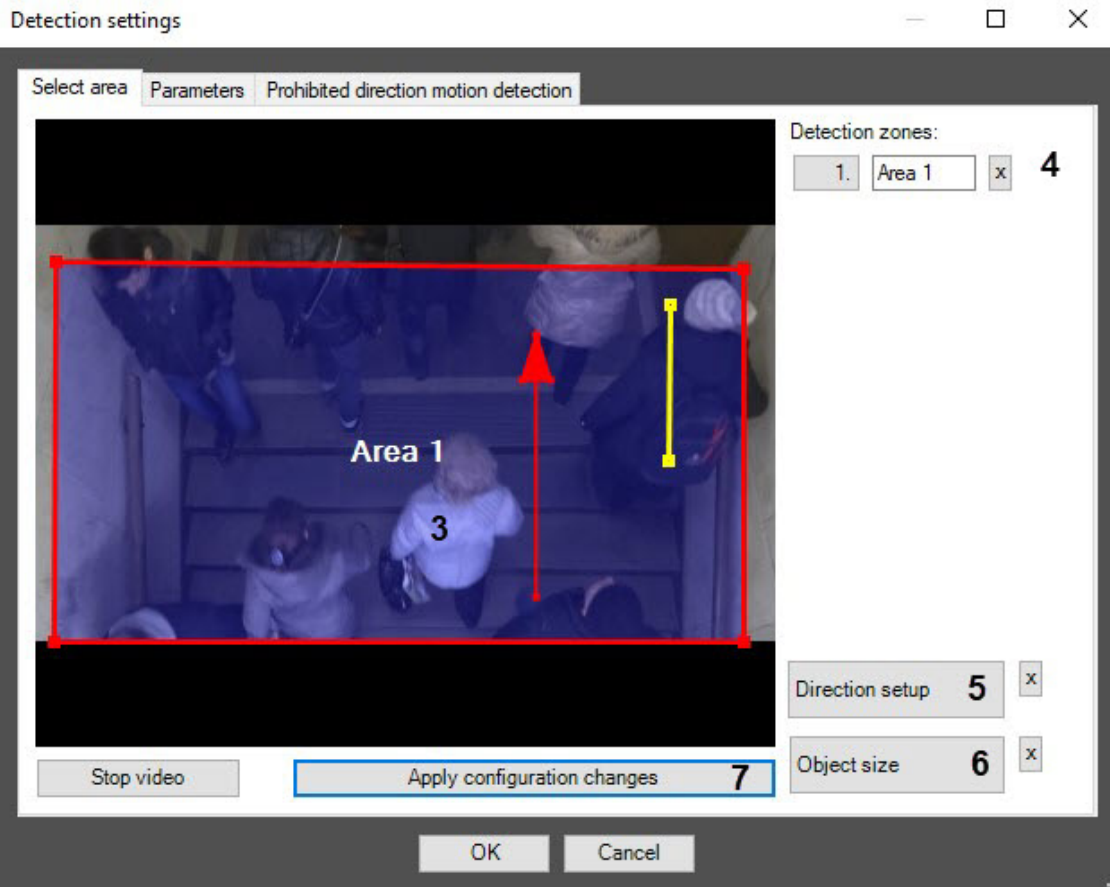 Detection settings
Select area
Parameters
Prohibited direction motion detection
Detection zones:
1.
Area 1
x
4
Area 1
3
Direction setup
5
x
Object size
6
x
Stop video
Apply configuration changes
7
OK
Cancel